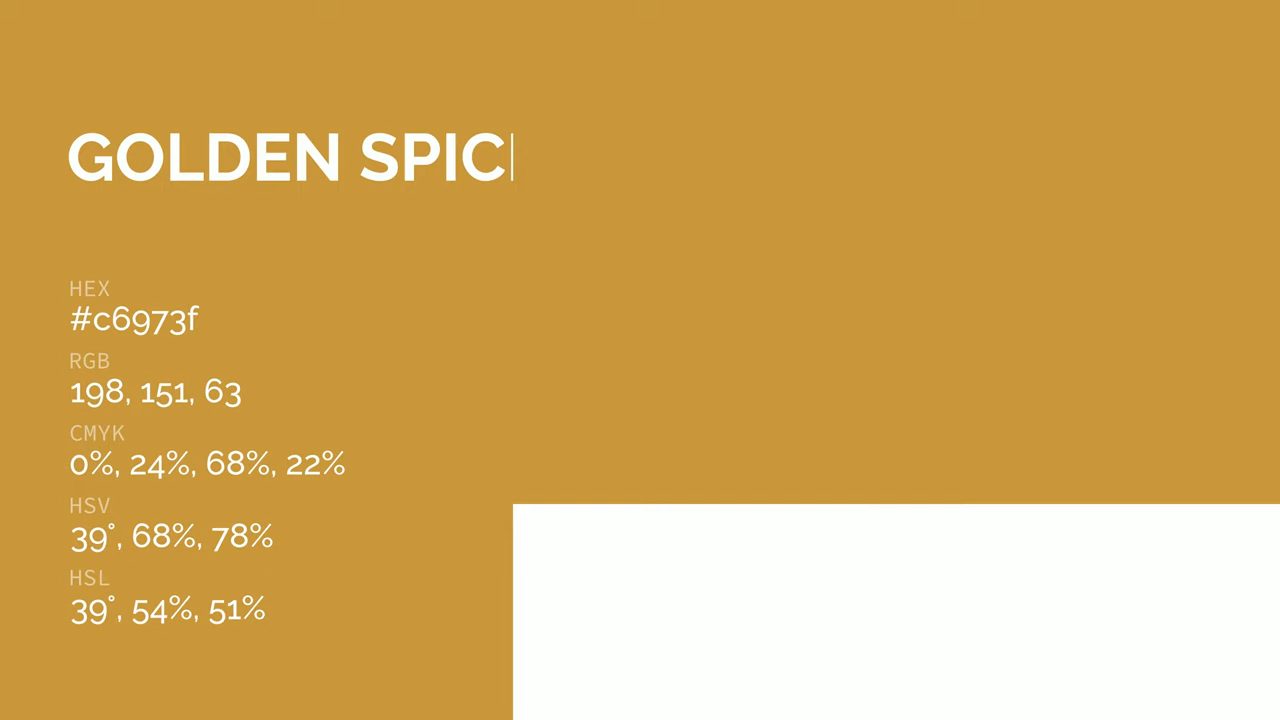 GOLDEN SPIC
HEX
#c6973f
RGB
198, 151, 63
CMYK
0%, 24%, 68%, 22%
HSV
39°, 68%, 78%
HSL
39°, 54%, 51%